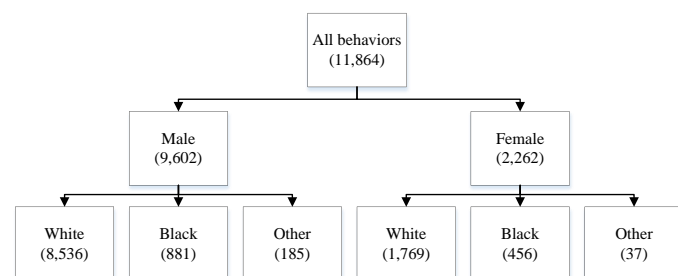 All behaviors
(11,864)
Male
(9,602)
Female
(2,262)
White
(8,536)
Black
(881)
Other
(185)
White
(1,769)
Black
(456)
Other
(37)